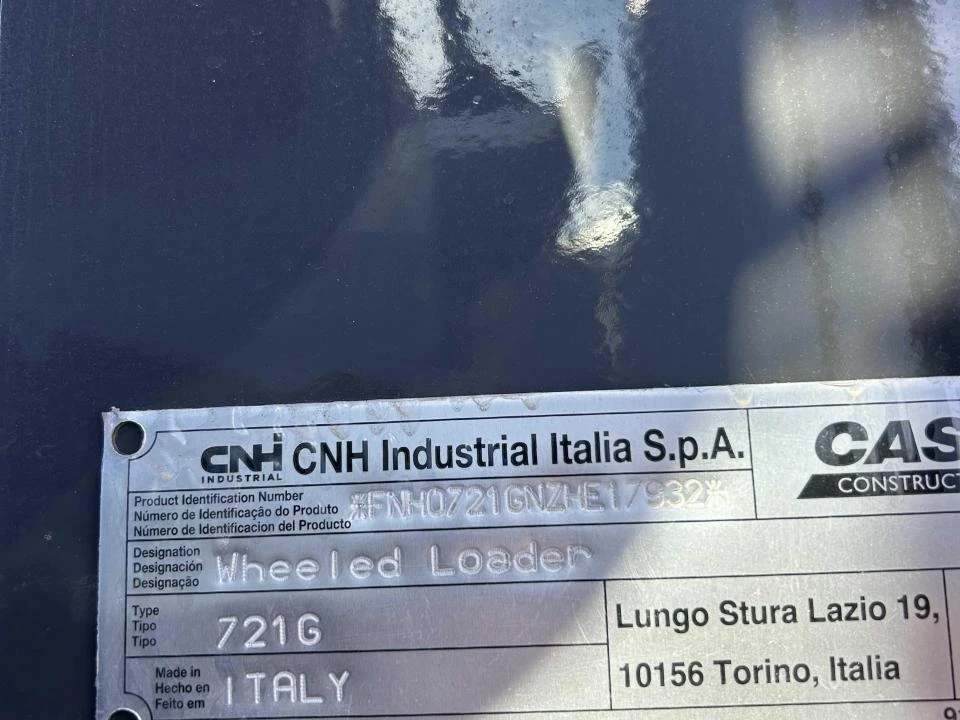 CNH INDUSTRIAL CNH Industrial Italia S.p.A.
CAS
CONSTRUCT
Product Identification Number
Número de Identificação do Produto
Número de Identificacion del Producto
*FNH0721GNZHE17932*
Designation
Designación
Designação
Wheeled Loader
Type
Tipo
Tipo
721G
Lungo Stura Lazio 19,
10156 Torino, Italia
Made in
Hecho en
Feito em
ITALY